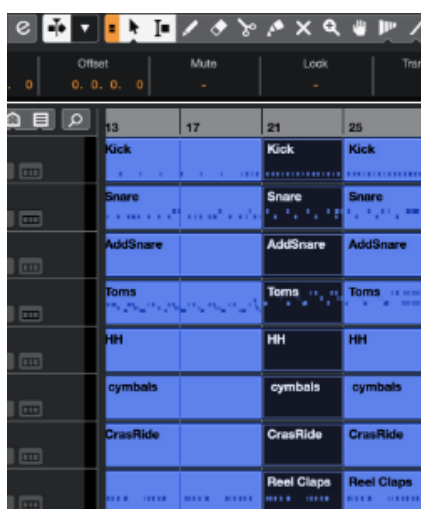 Offset Mute Lock Tran
. 0 0. 0. 0. 0 - -
13 17 21 25
Kick Kick Kick
Snare Snare Snare
AddSnare AddSnare AddSnare
Toms Toms Toms
HH HH HH
cymbals cymbals cymbals
CrasRide CrasRide CrasRide
Reel Claps Reel Claps